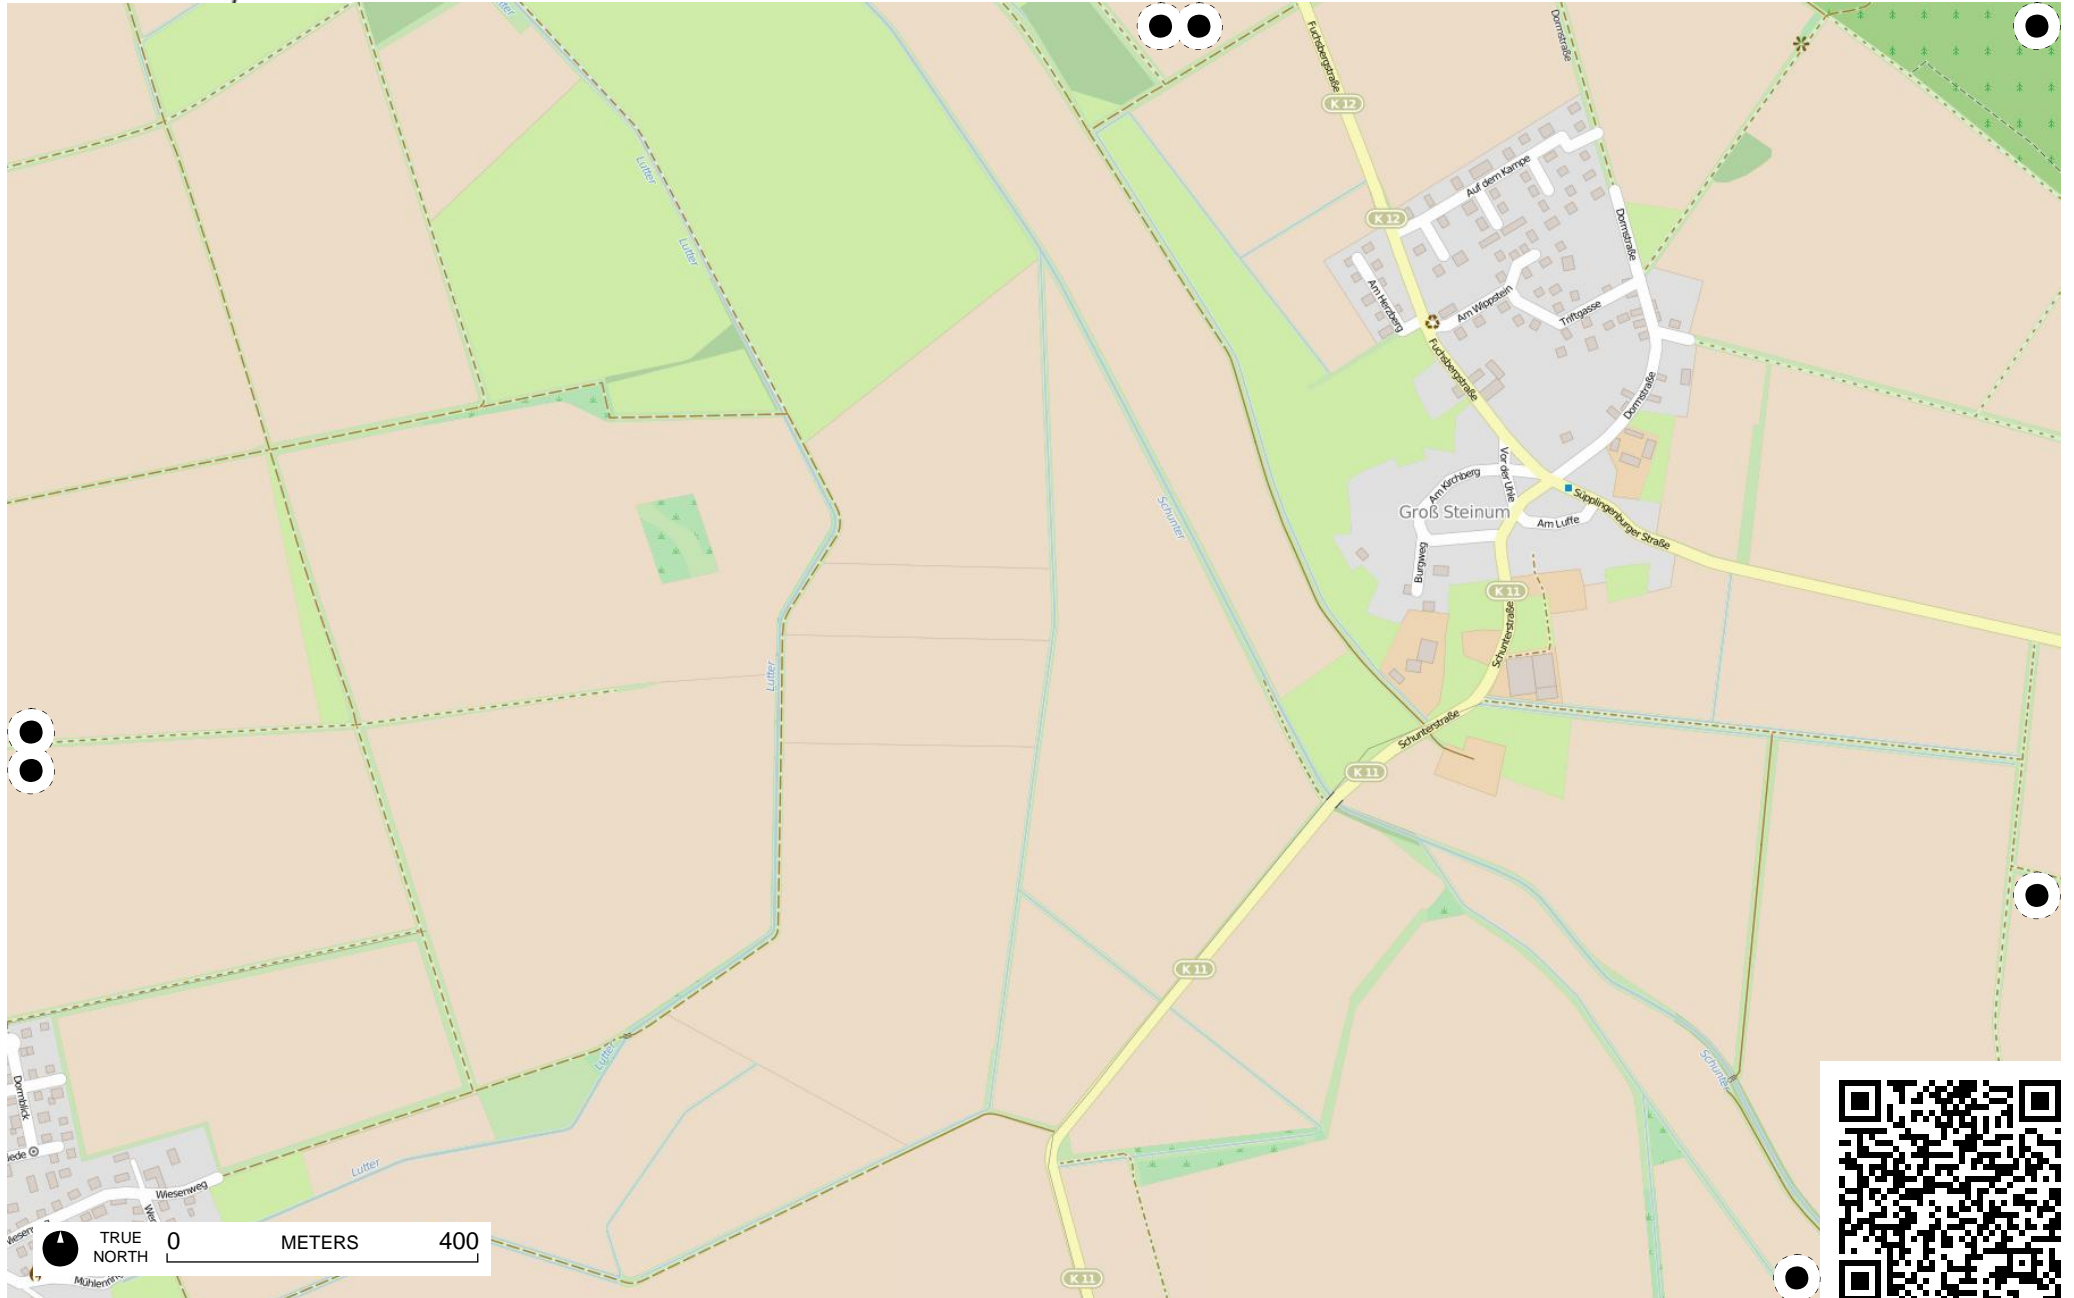 Dormstraße
Fuchsbergstraße
K 12
Lutter
Auf dem Kampe
K 12
Dormstraße
Lutter
Am Herzberg
Am Wippstein
Triftgasse
Fuchsbergstraße
Dormstraße
Vor der Uhle
Am Kirchberg
Schunter
Groß Steinum
Am Luffe
Süpplingenburger Straße
Burgweg
K 11
Schunterstraße
Lutter
Schunterstraße
K 11
K 11
Lutter
Schunter
Dormblick
Lutter
Wiesenweg
TRUE
NORTH
0 METERS 400
K 11